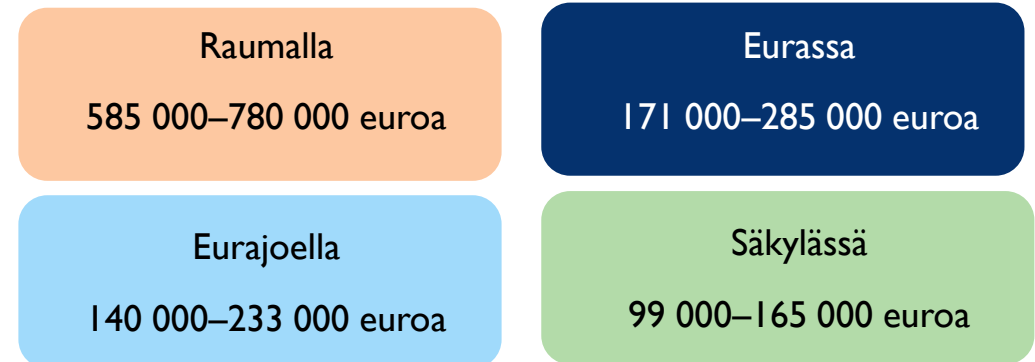 Raumalla
585 000–780 000 euroa
Eurassa
171 000–285 000 euroa
Eurajoella
140 000–233 000 euroa
Säkylässä
99 000–165 000 euroa